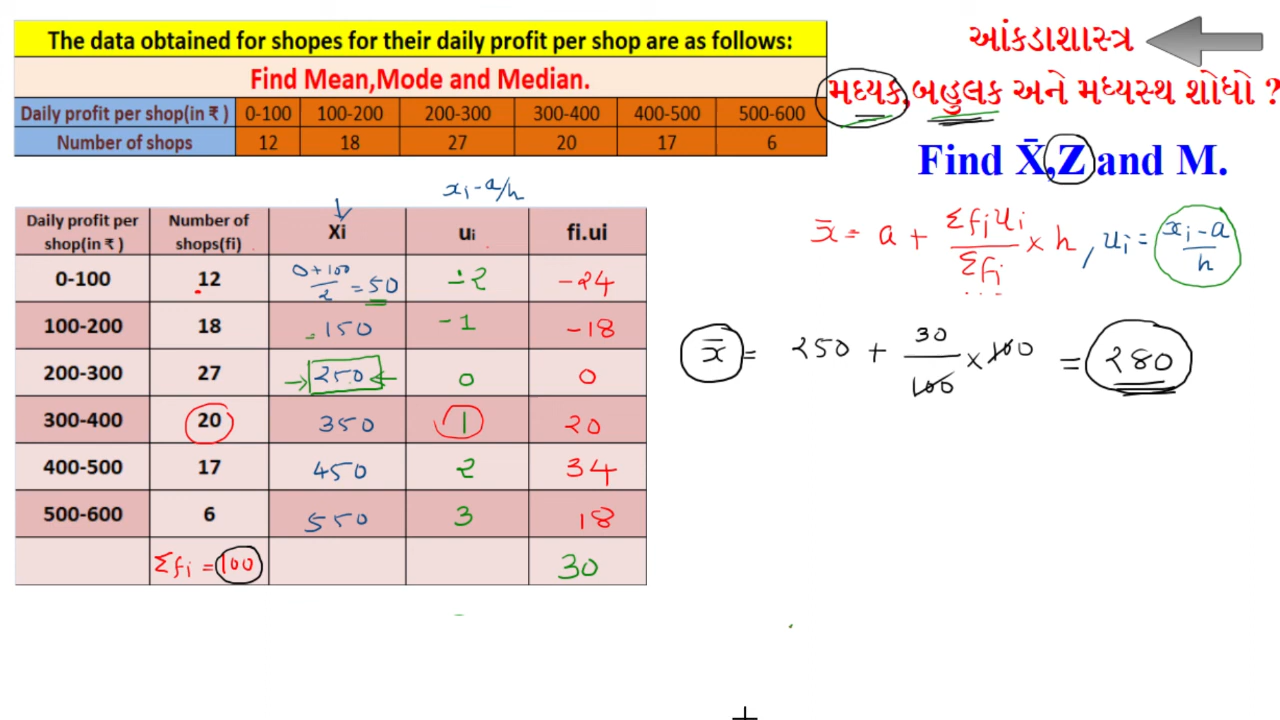 The data obtained for shopes for their daily profit per shop are as follows:
Find Mean,Mode and Median.
Daily profit per shop(in ₹ ) 0-100 100-200 200-300 300-400 400-500 500-600
Number of shops 12 18 27 20 17 6
આંકડાશાસ્ત્ર
મધ્યક,બહુલક અને મધ્યસ્થ શોધો ?
Find X̄,Z and M.
xi-a/h
Daily profit per shop(in ₹ ) Number of shops(fi) Xi ui fi.ui
0-100 12 0+100/2 = 50 -2 -24
100-200 18 150 -1 -18
200-300 27 250 0 0
300-400 20 350 1 20
400-500 17 450 2 34
500-600 6 550 3 18
Σfi = 100 30
x̄ = a + Σfiui/Σfi × h , ui = xi-a/h
x̄ = 250 + 30/100 × 100 = 280